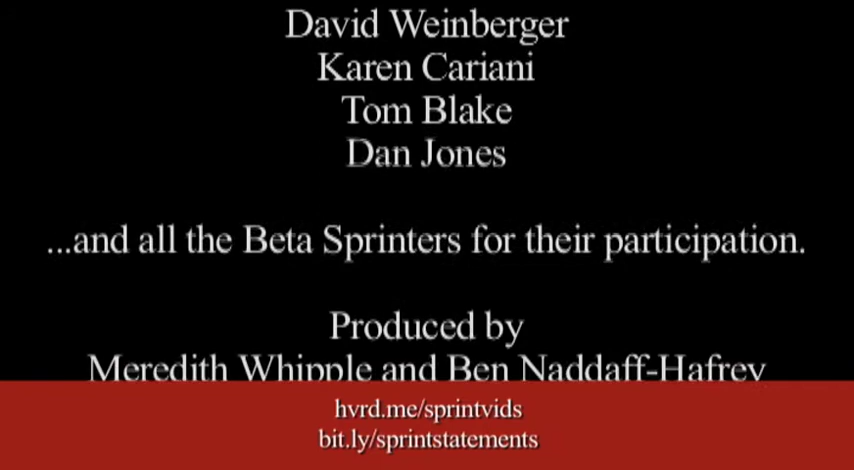 David Weinberger
Karen Cariani
Tom Blake
Dan Jones
...and all the Beta Sprinters for their participation.
Produced by
Meredith Whipple and Ben Naddaff-Hafrey
hvrd.me/sprintvids
bit.ly/sprintstatements